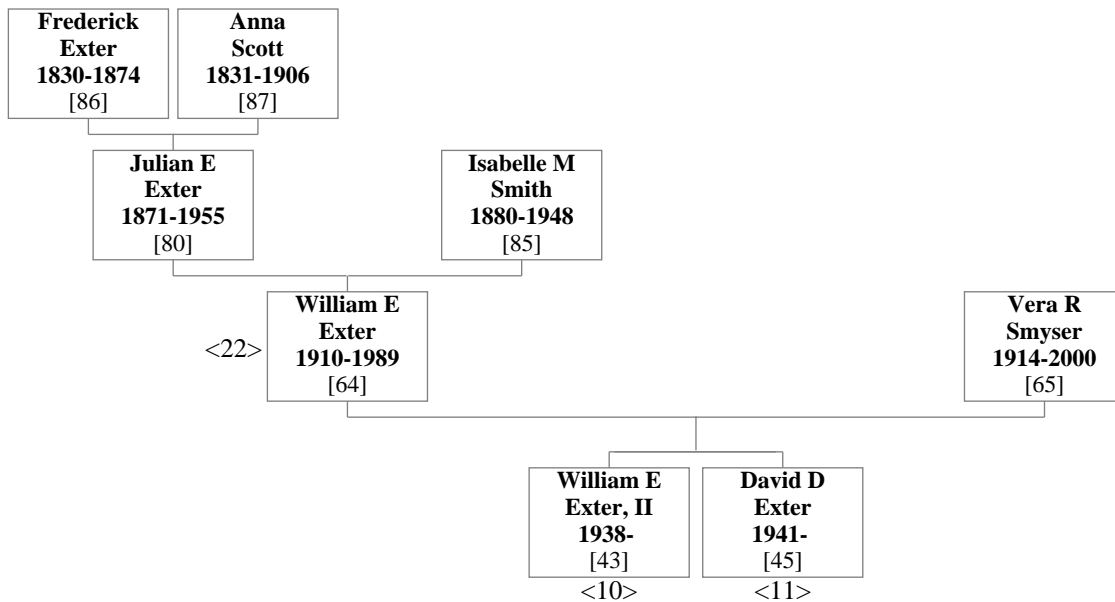 Frederick
Exter
1830-1874
[86]
Anna
Scott
1831-1906
[87]
Julian E
Exter
1871-1955
[80]
Isabelle M
Smith
1880-1948
[85]
<22>
William E
Exter
1910-1989
[64]
Vera R
Smyser
1914-2000
[65]
William E
Exter, II
1938-
[43]
<10>
David D
Exter
1941-
[45]
<11>